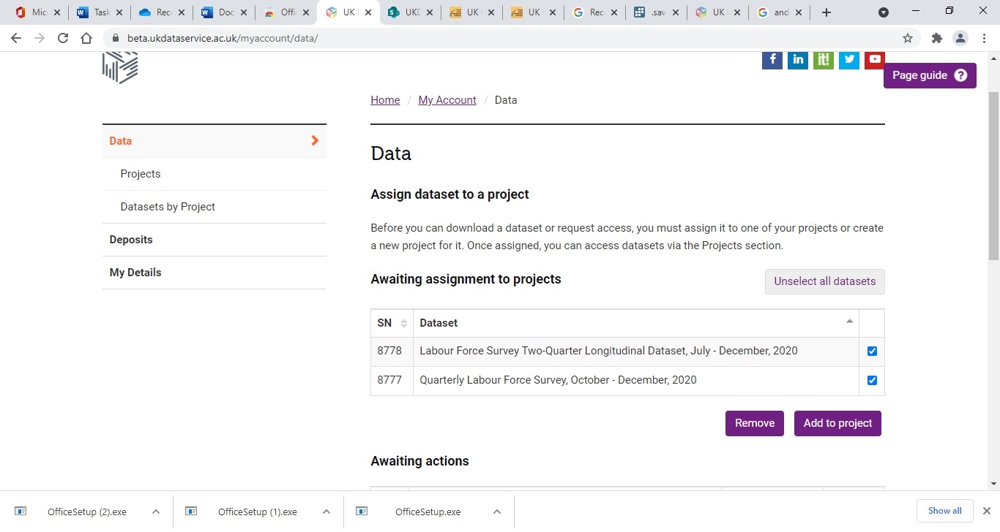 Micr
Task
W
Reco
W
Doc
Offi
UK I
S
UKD
UK
UK
G
Rec
.sav
UK
G
and
beta.ukdataservice.ac.uk/myaccount/data/
f
in
it!
Page guide ?
Home / My Account / Data
Data
Projects
Datasets by Project
Deposits
My Details
Data
Assign dataset to a project
Before you can download a dataset or request access, you must assign it to one of your projects or create
a new project for it. Once assigned, you can access datasets via the Projects section.
Awaiting assignment to projects
Unselect all datasets
SN Dataset
8778 Labour Force Survey Two-Quarter Longitudinal Dataset, July - December, 2020
8777 Quarterly Labour Force Survey, October - December, 2020
Remove Add to project
Awaiting actions
OfficeSetup (2).exe OfficeSetup (1).exe OfficeSetup.exe Show all